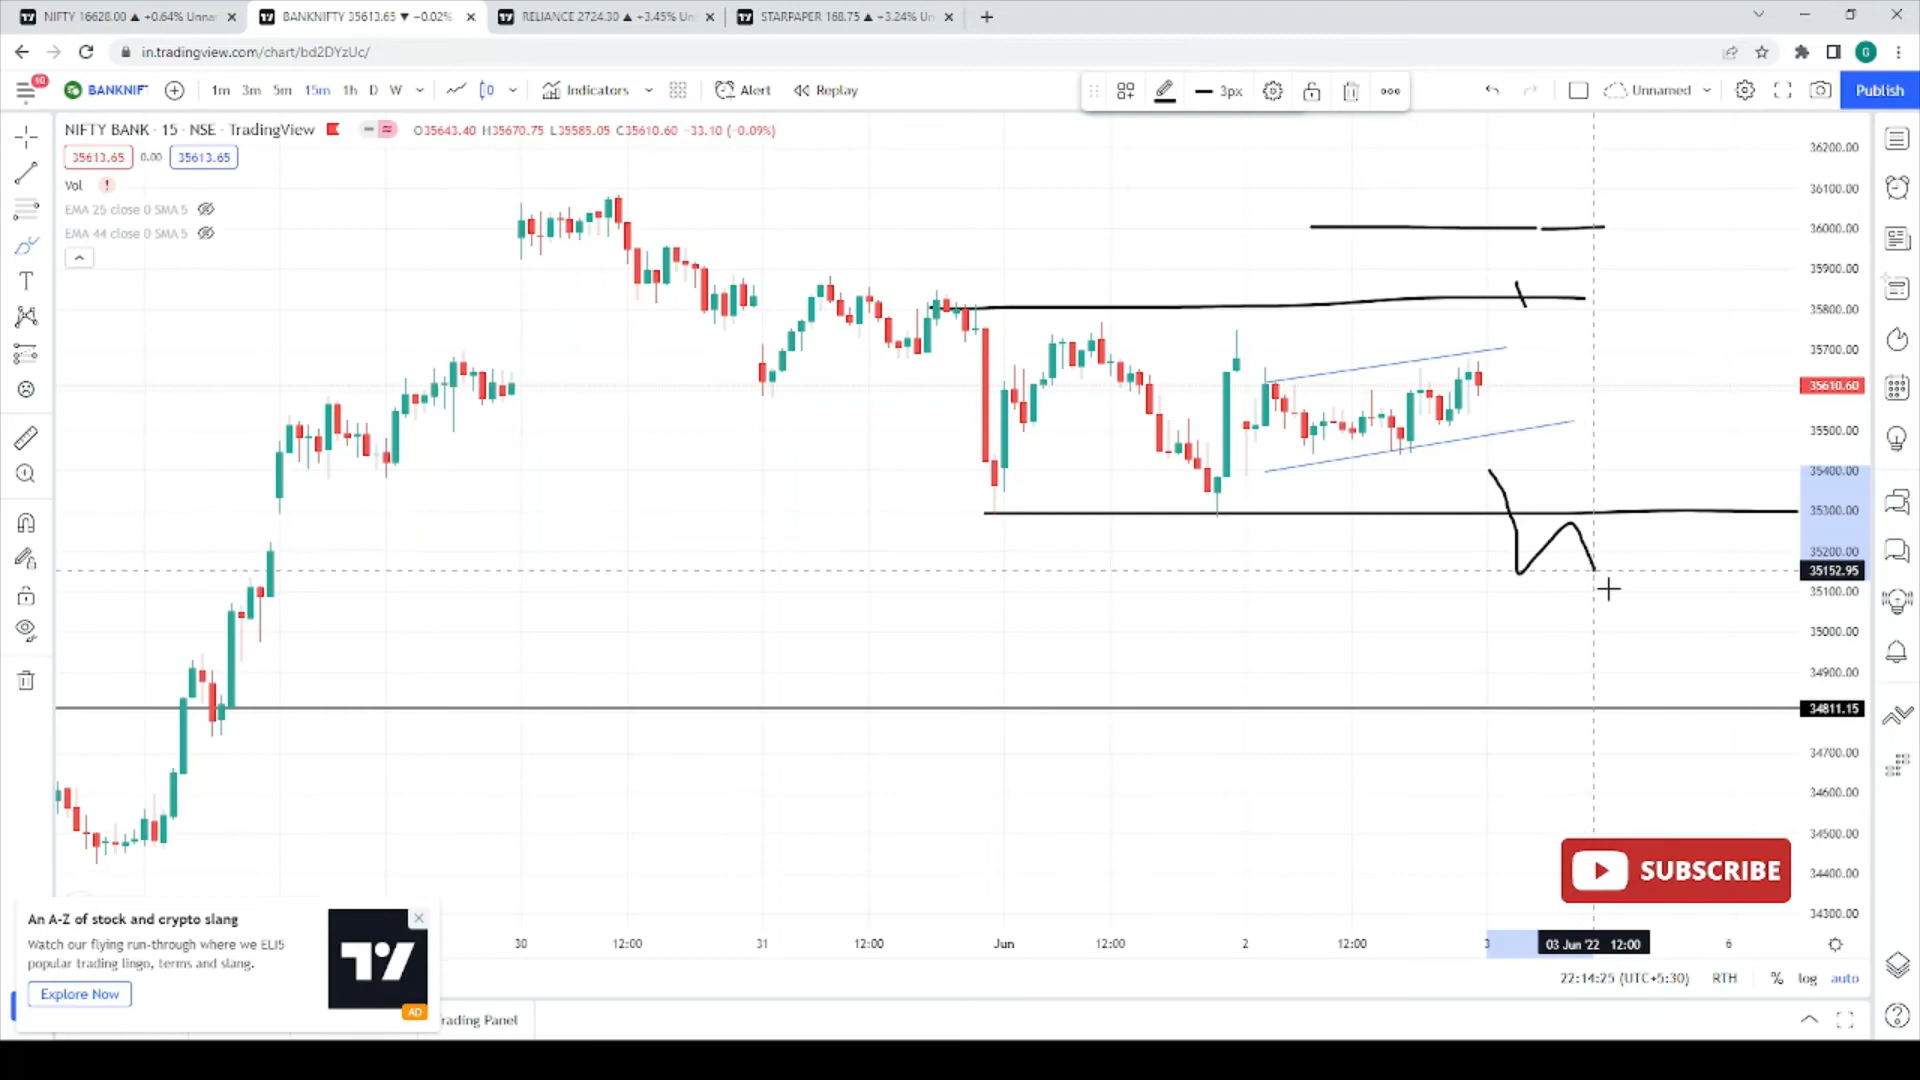 NIFTY 16628.00 ▲ +0.64% Unna
BANKNIFTY 35613.65 ▼ −0.02%
RELIANCE 2724.30 ▲ +3.45% Un
STARPAPER 168.75 ▲ −3.24% Un
in.tradingview.com/chart/bd2DYzUc/
G
10
BANKNIF
1m 3m 5m 15m 1h D W
Indicators
Alert
Replay
3px
Unnamed
Publish
NIFTY BANK · 15 · NSE · TradingView
O35643.40 H35670.75 L35585.05 C35610.60 −33.10 (−0.09%)
35613.65 0.00 35613.65
Vol !
EMA 25 close 0 SMA 5
EMA 44 close 0 SMA 5
36200.00
36100.00
36000.00
35900.00
35800.00
35700.00
35610.60
35500.00
35400.00
35300.00
35200.00
35152.95
35100.00
35000.00
34900.00
34811.15
34700.00
34600.00
34500.00
34400.00
34300.00
SUBSCRIBE
An A-Z of stock and crypto slang
Watch our flying run-through where we ELI5
popular trading lingo, terms and slang.
Explore Now
AD
30 12:00 31 12:00 Jun 12:00 2 12:00 3 03 Jun '22 12:00 6
22:14:25 (UTC+5:30) RTH % log auto
rading Panel